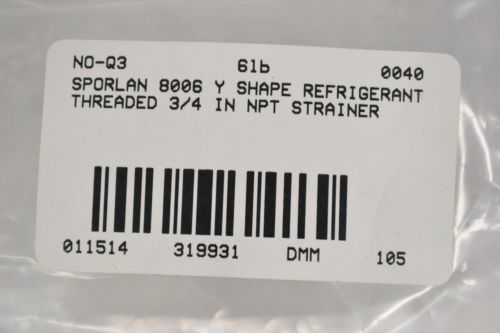 NO-Q3 61b 0040
SPORLAN 8006 Y SHAPE REFRIGERANT
THREADED 3/4 IN NPT STRAINER
011514 319931 DMM 105